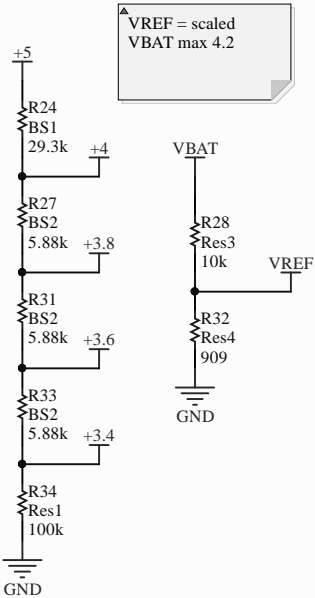 VREF = scaled
VBAT max 4.2
+5
R24
BS1
29.3k
+4
R27
BS2
5.88k
+3.8
R31
BS2
5.88k
+3.6
R33
BS2
5.88k
+3.4
R34
Res1
100k
GND
VBAT
R28
Res3
10k
VREF
R32
Res4
909
GND